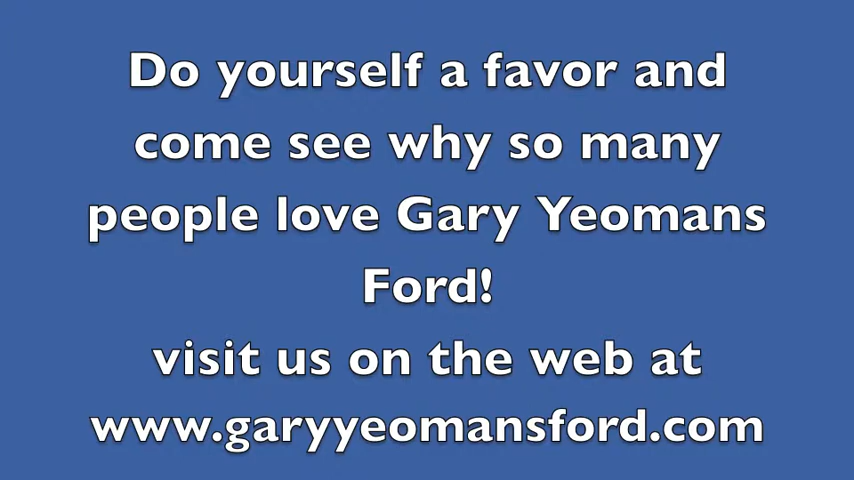 Do yourself a favor and
come see why so many
people love Gary Yeomans
Ford!
visit us on the web at
www.garyyeomansford.com